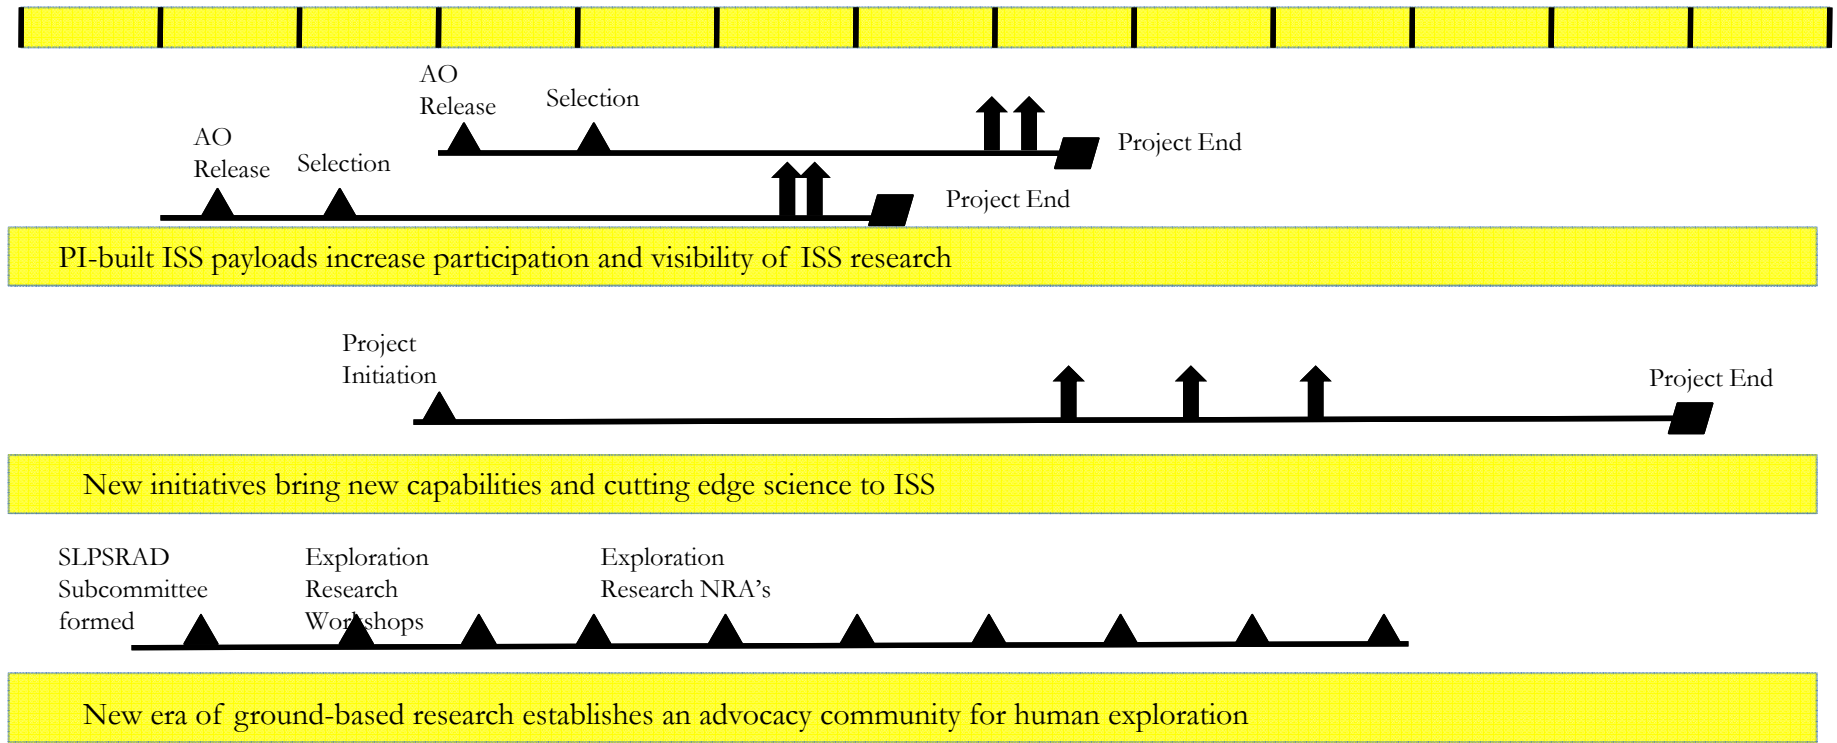 AO
Release
Selection
Project End
AO
Release
Selection
Project End
PI-built ISS payloads increase participation and visibility of ISS research
Project
Initiation
Project End
New initiatives bring new capabilities and cutting edge science to ISS
SLPSRAD
Subcommittee
formed
Exploration
Research
Workshops
Exploration
Research NRA's
New era of ground-based research establishes an advocacy community for human exploration